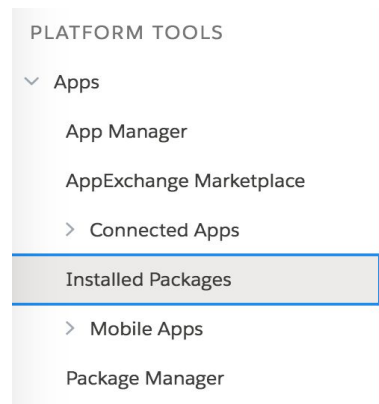 PLATFORM TOOLS
Apps
App Manager
AppExchange Marketplace
Connected Apps
Installed Packages
Mobile Apps
Package Manager